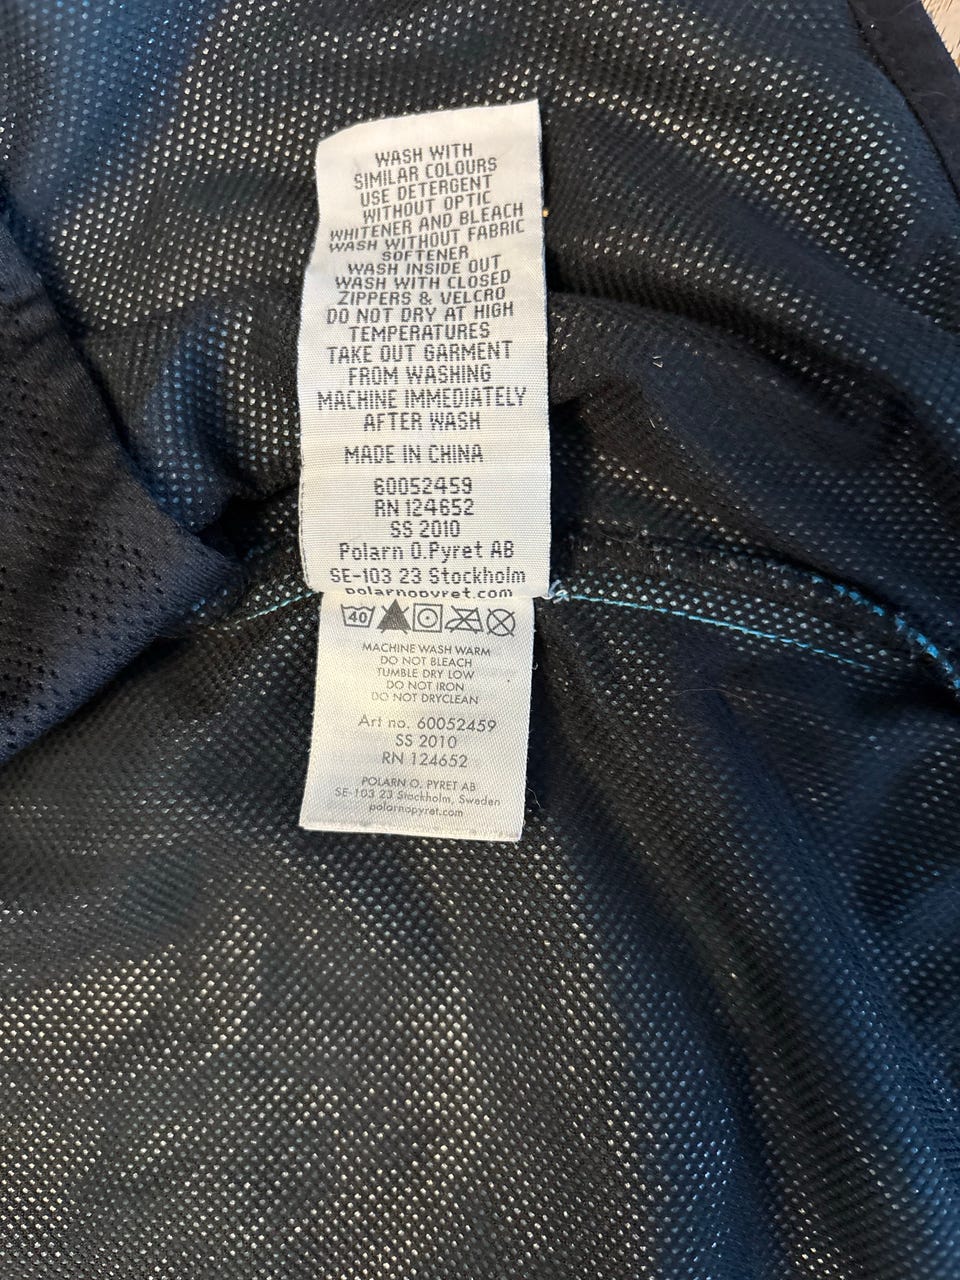 WASH WITH
SIMILAR COLOURS
USE DETERGENT
WITHOUT OPTIC
WHITENER AND BLEACH
WASH WITHOUT FABRIC
SOFTENER
WASH INSIDE OUT
WASH WITH CLOSED
ZIPPERS & VELCRO
DO NOT DRY AT HIGH
TEMPERATURES
TAKE OUT GARMENT
FROM WASHING
MACHINE IMMEDIATELY
AFTER WASH
MADE IN CHINA
60052459
RN 124652
SS 2010
Polarn O.Pyret AB
SE-103 23 Stockholm
polarnopyret.com
40
MACHINE WASH WARM
DO NOT BLEACH
TUMBLE DRY LOW
DO NOT IRON
DO NOT DRYCLEAN
Art no. 60052459
SS 2010
RN 124652
POLARN O. PYRET AB
SE-103 23 Stockholm, Sweden
polarnopyret.com